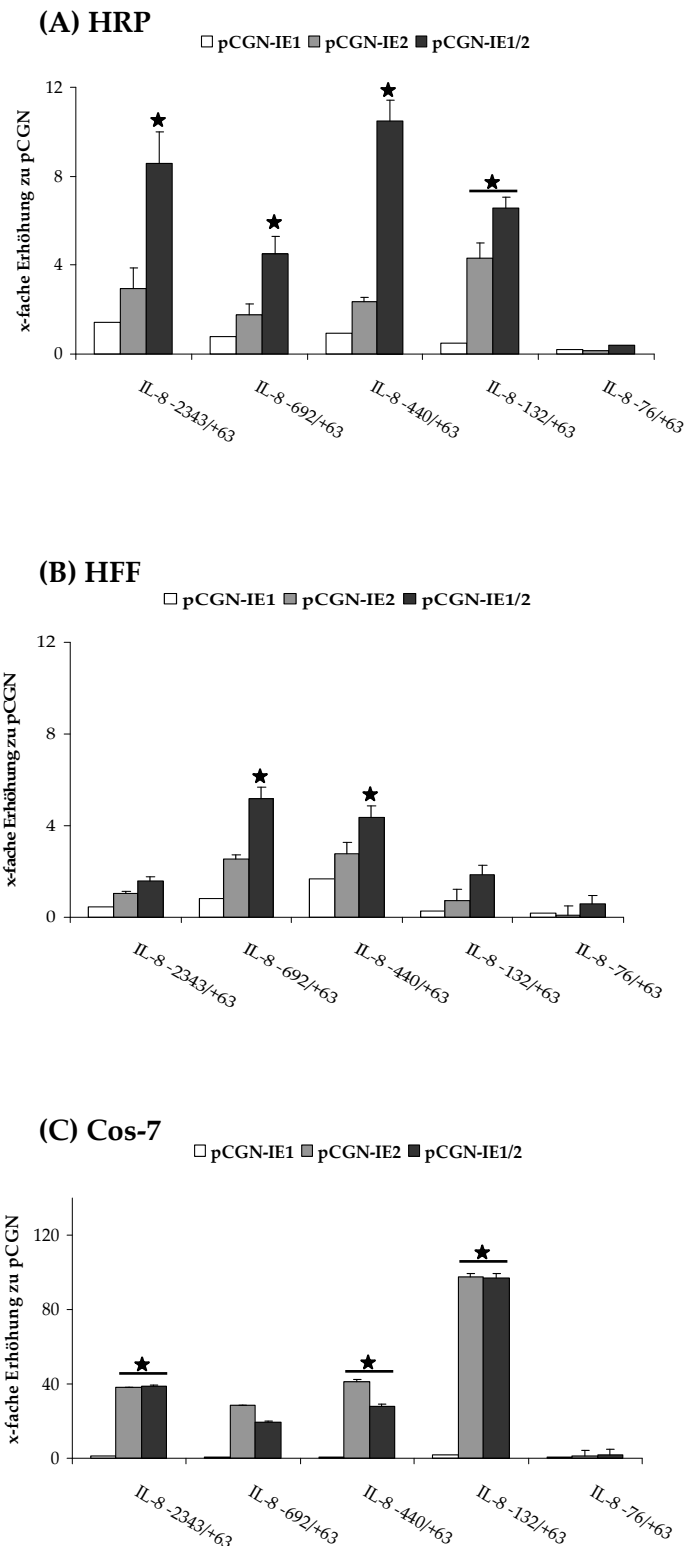 (A) HRP
pCGN-IE1 pCGN-IE2 pCGN-IE1/2
x-fache Erhöhung zu pCGN
12
8
4
0
IL-8 -2343/+63 IL-8 -692/+63 IL-8 -440/+63 IL-8 -132/+63 IL-8 -76/+63
(B) HFF
pCGN-IE1 pCGN-IE2 pCGN-IE1/2
x-fache Erhöhung zu pCGN
12
8
4
0
IL-8 -2343/+63 IL-8 -692/+63 IL-8 -440/+63 IL-8 -132/+63 IL-8 -76/+63
(C) Cos-7
pCGN-IE1 pCGN-IE2 pCGN-IE1/2
x-fache Erhöhung zu pCGN
120
80
40
0
IL-8 -2343/+63 IL-8 -692/+63 IL-8 -440/+63 IL-8 -132/+63 IL-8 -76/+63